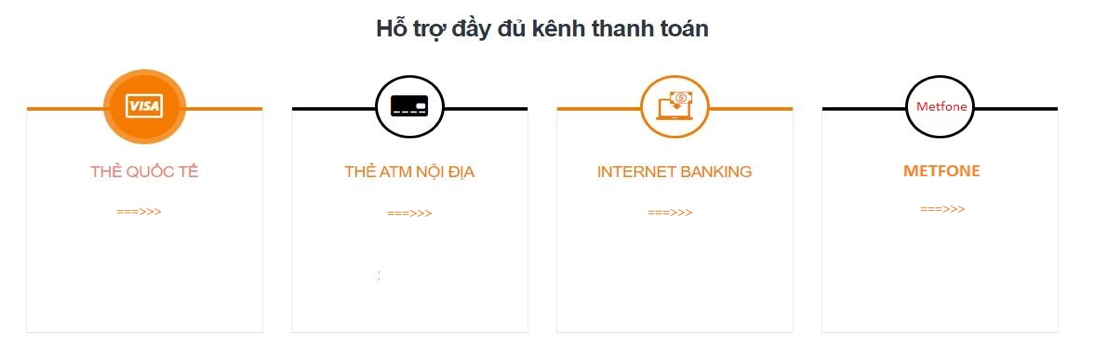 Hỗ trợ đầy đủ kênh thanh toán
VISA
THẺ QUỐC TẾ
===>>>
THẺ ATM NỘI ĐỊA
===>>>
INTERNET BANKING
===>>>
Metfone
METFONE
===>>>